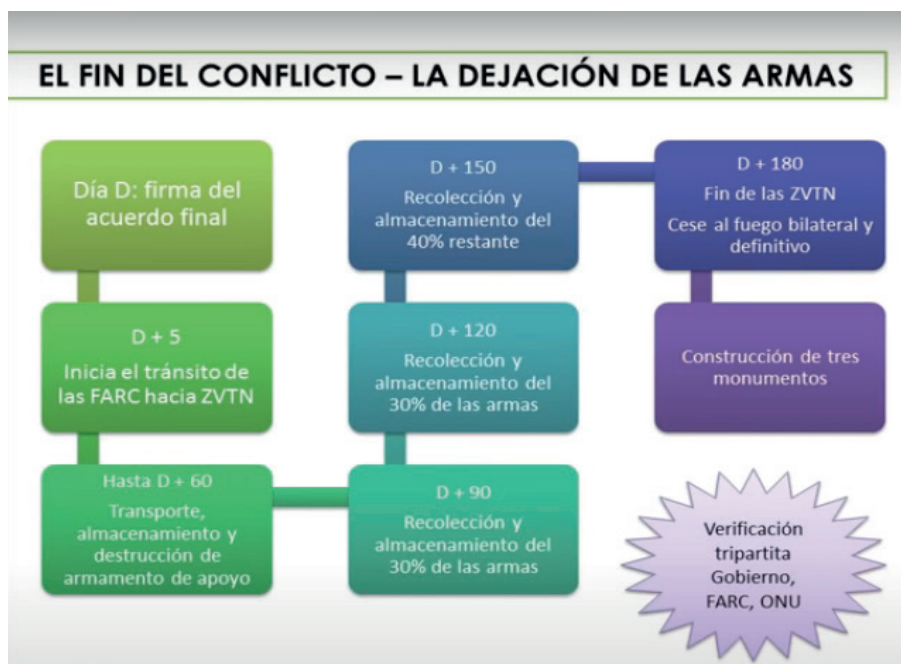 EL FIN DEL CONFLICTO – LA DEJACIÓN DE LAS ARMAS
Día D: firma del
acuerdo final
D + 5
Inicia el tránsito de
las FARC hacia ZVTN
Hasta D + 60
Transporte,
almacenamiento y
destrucción de
armamento de apoyo
D + 90
Recolección y
almacenamiento del
30% de las armas
D + 120
Recolección y
almacenamiento del
30% de las armas
D + 150
Recolección y
almacenamiento del
40% restante
D + 180
Fin de las ZVTN
Cese al fuego bilateral y
definitivo
Construcción de tres
monumentos
Verificación
tripartita
Gobierno,
FARC, ONU